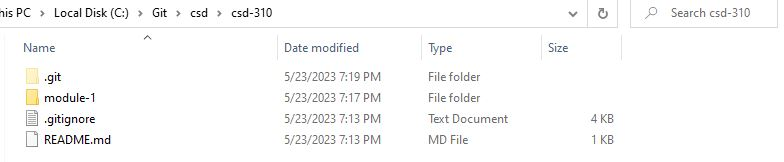 his PC > Local Disk (C:) > Git > csd > csd-310 Search csd-310
Name Date modified Type Size
.git 5/23/2023 7:19 PM File folder
module-1 5/23/2023 7:17 PM File folder
.gitignore 5/23/2023 7:13 PM Text Document 4 KB
README.md 5/23/2023 7:13 PM MD File 1 KB